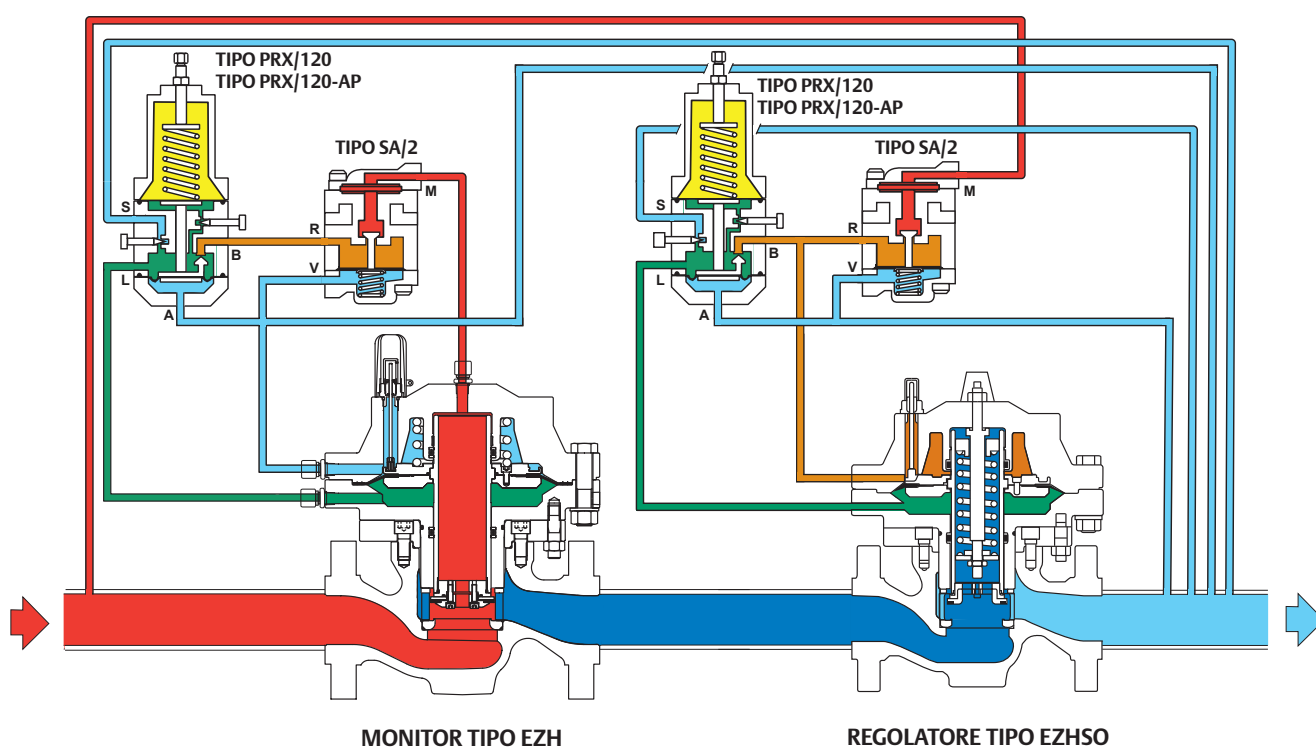 TIPO PRX/120
TIPO PRX/120-AP
TIPO PRX/120
TIPO PRX/120-AP
TIPO SA/2
TIPO SA/2
M
M
S
S
R
R
B
B
V
V
L
L
A
A
MONITOR TIPO EZH
REGOLATORE TIPO EZHSO